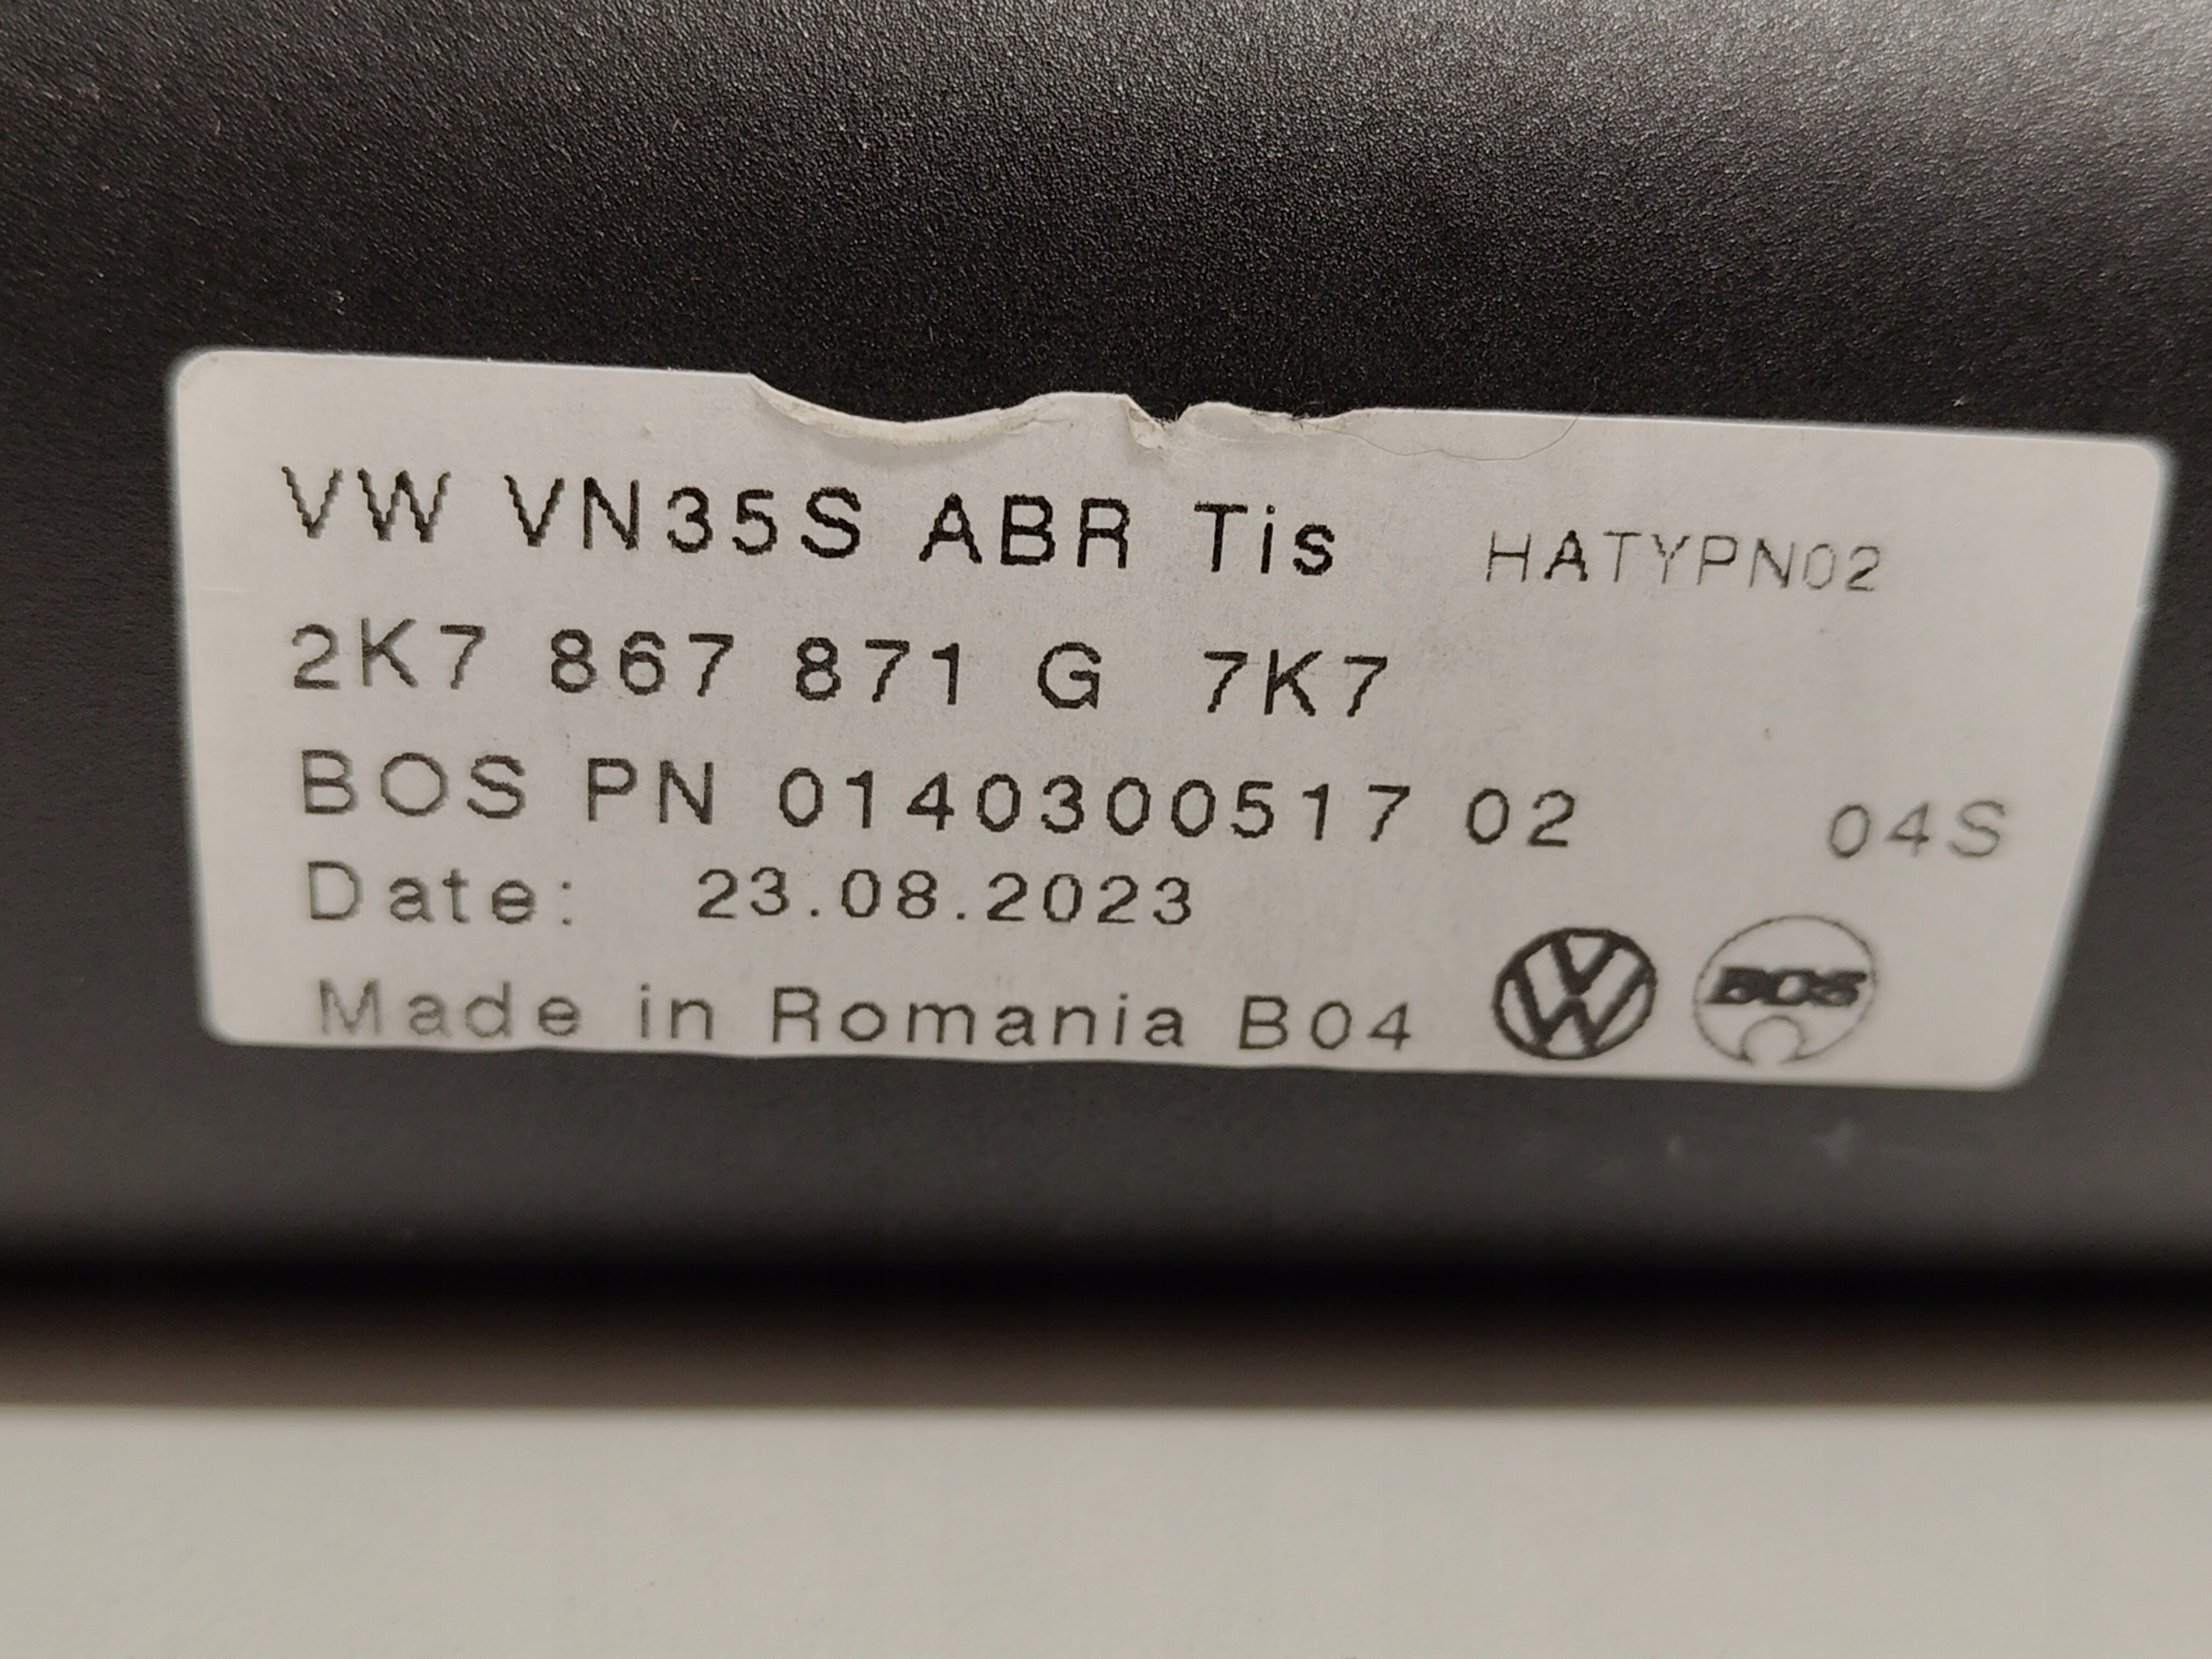 VW VN35S ABR Tis HATYPN02
2K7 867 871 G 7K7
BOS PN 0140300517 02 04S
Date: 23.08.2023
Made in Romania B04 VW BOS